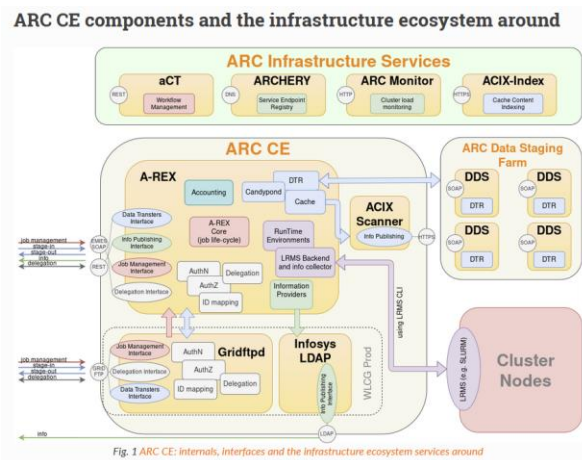 ARC CE components and the infrastructure ecosystem around
ARC Infrastructure Services
aCT
REST
Workflow
Management
ARCHERY
DNS
Service Endpoint
Registry
ARC Monitor
HTTP
Cluster load
monitoring
ACIX-Index
HTTPS
Cache Content
Indexing
ARC CE
A-REX
Accounting
DTR
Candypond
Cache
Data Transfers
Interface
Info Publishing
Interface
Job Management
Interface
Delegation Interface
A-REX
Core
(job life-cycle)
RunTime
Environments
LRMS Backend
and info collector
Information
Providers
AuthN
AuthZ
Delegation
ID mapping
ACIX
Scanner
Info Publishing
HTTPS
ARC Data Staging
Farm
DDS
SOAP
DTR
DDS
SOAP
DTR
DDS
SOAP
DTR
DDS
SOAP
DTR
job management
stage-in
stage-out
info
delegation
EMIES
SOAP
REST
using LRMS CLI
Gridftpd
Job Management
Interface
Delegation Interface
Data Transfers
Interface
AuthN
AuthZ
Delegation
ID mapping
job management
stage-in
stage-out
delegation
GRID
FTP
Infosys
LDAP
Info Publishing
Interface
WLCG Prod
LDAP
info
LRMS (e.g. SLURM)
Cluster
Nodes
Fig. 1 ARC CE: internals, interfaces and the infrastructure ecosystem services around